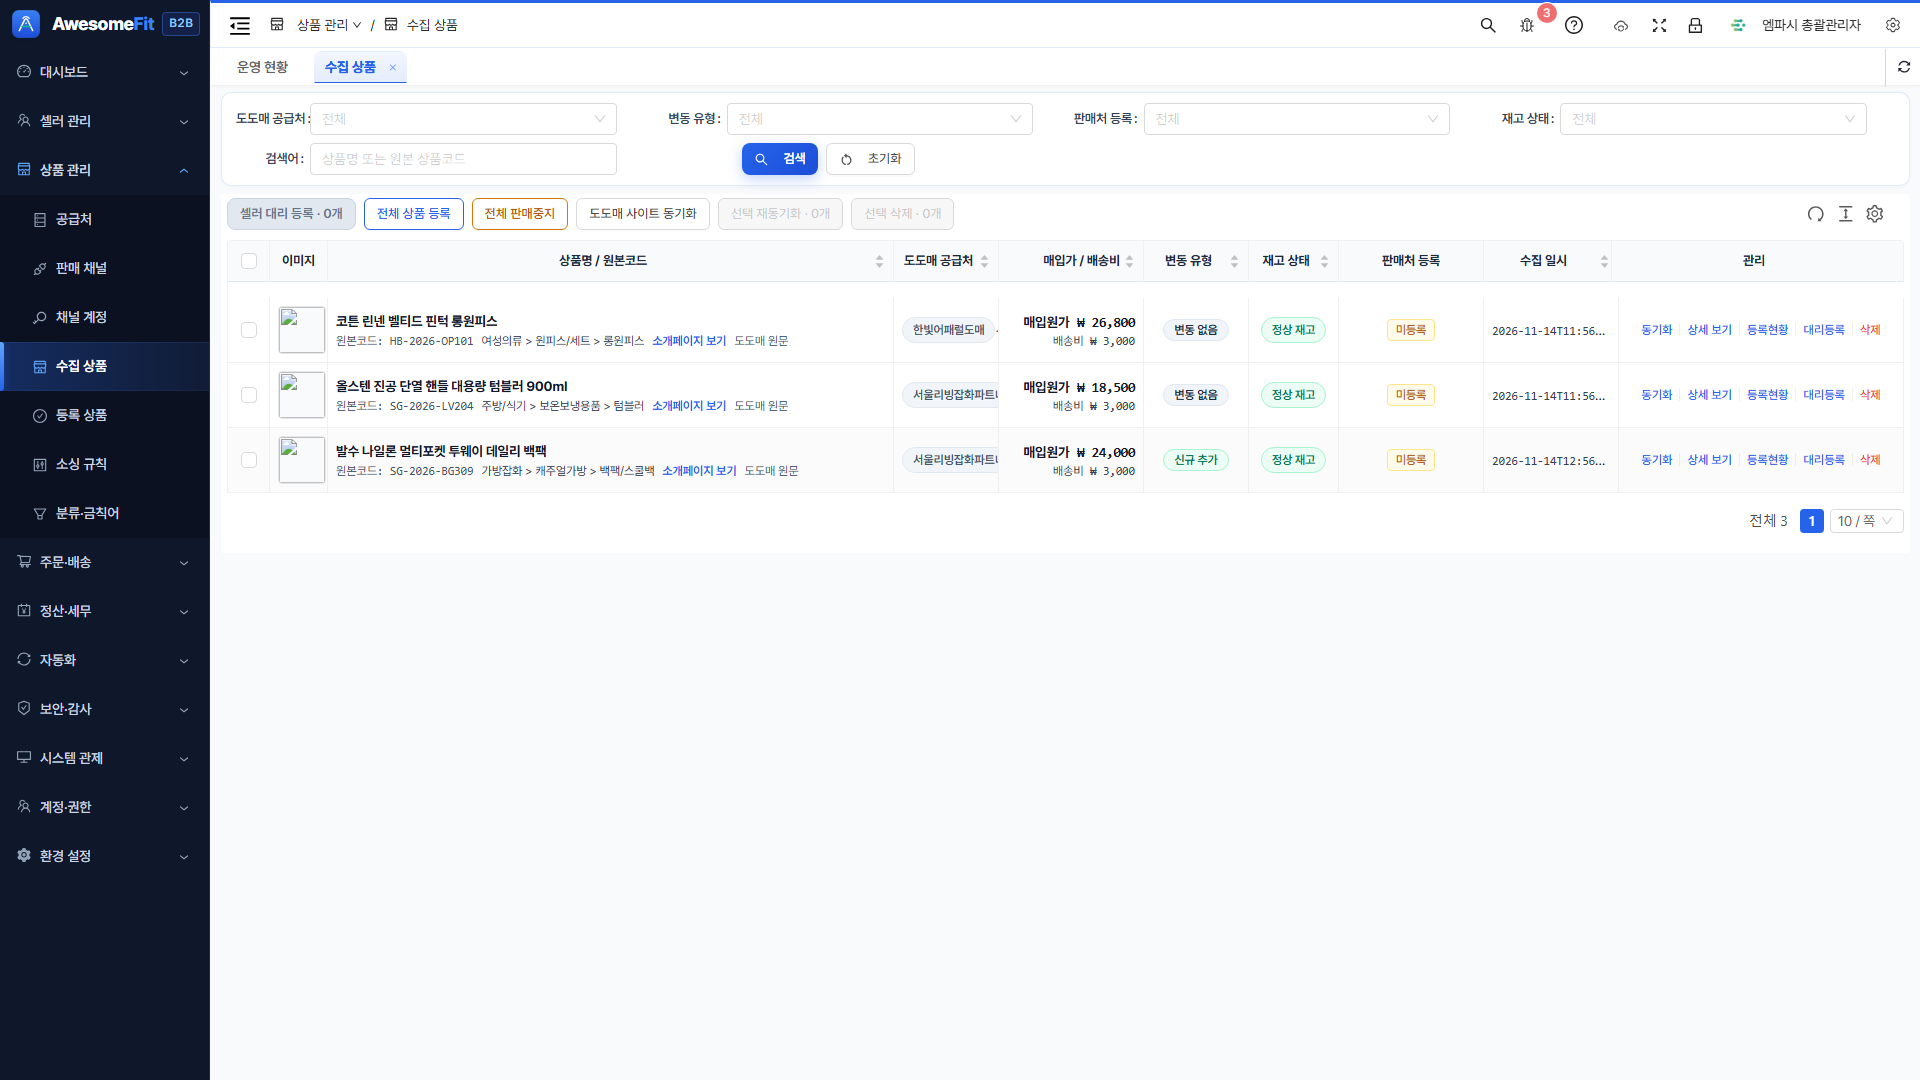 AwesomeFit B2B
상품 관리 / 수집 상품
3
엠파시 총괄관리자
대시보드
셀러 관리
상품 관리
공급처
판매 채널
채널 계정
수집 상품
등록 상품
소싱 규칙
분류·금칙어
주문·배송
정산·세무
자동화
보안·감사
시스템 관제
계정·권한
환경 설정
운영 현황
수집 상품 ×
도도매 공급처 : 전체
변동 유형 : 전체
판매처 등록 : 전체
재고 상태 : 전체
검색어 : 상품명 또는 원본 상품코드
검색
초기화
셀러 대리 등록 · 0개
전체 상품 등록
전체 판매중지
도도매 사이트 동기화
선택 재동기화 · 0개
선택 삭제 · 0개
이미지 상품명 / 원본코드 도도매 공급처 매입가 / 배송비 변동 유형 재고 상태 판매처 등록 수집 일시 관리
코튼 린넨 벨티드 핀턱 롱원피스
원본코드: HB-2026-OP101 여성의류 > 원피스/세트 > 롱원피스 소개페이지 보기 도도매 원문
한빛어패럴도매
매입원가 ₩ 26,800
배송비 ₩ 3,000
변동 없음
정상 재고
미등록
2026-11-14T11:56...
동기화 상세 보기 등록현황 대리등록 삭제
올스텐 진공 단열 핸들 대용량 텀블러 900ml
원본코드: SG-2026-LV204 주방/식기 > 보온보냉용품 > 텀블러 소개페이지 보기 도도매 원문
서울리빙잡화파트너
매입원가 ₩ 18,500
배송비 ₩ 3,000
변동 없음
정상 재고
미등록
2026-11-14T11:56...
동기화 상세 보기 등록현황 대리등록 삭제
발수 나일론 멀티포켓 투웨이 데일리 백팩
원본코드: SG-2026-BG309 가방잡화 > 캐주얼가방 > 백팩/스쿨백 소개페이지 보기 도도매 원문
서울리빙잡화파트너
매입원가 ₩ 24,000
배송비 ₩ 3,000
신규 추가
정상 재고
미등록
2026-11-14T12:56...
동기화 상세 보기 등록현황 대리등록 삭제
전체 3 1 10 / 쪽